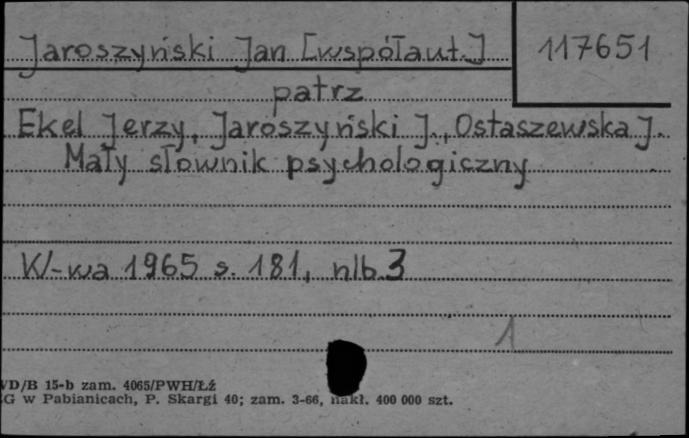 Jaroszyński Jan [współaut.] 117651
patrz
Ekel Jerzy, Jaroszyński J., Ostaszewska J.
Mały słownik psychologiczny
W-wa 1965 s. 181, nlb. 3
1
VD/B 15-b zam. 4065/PWH/Łź
ZG w Pabianicach, P. Skargi 40; zam. 3-66, nakł. 400 000 szt.